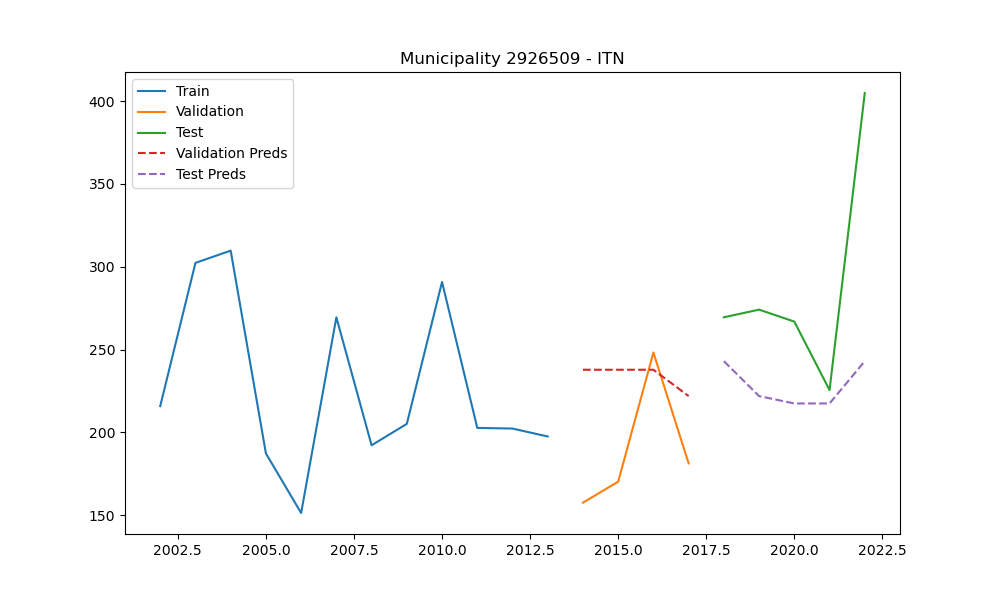 Municipality 2926509 - ITN
Train
Validation
Test
Validation Preds
Test Preds
400
350
300
250
200
150
2002.5 2005.0 2007.5 2010.0 2012.5 2015.0 2017.5 2020.0 2022.5